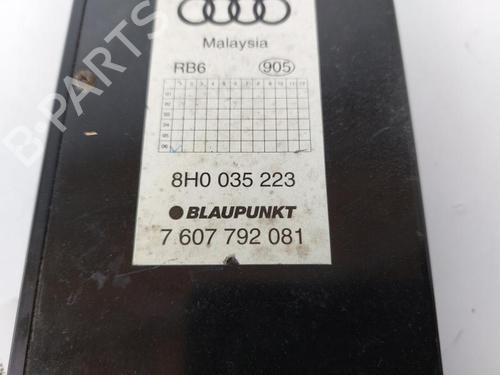 Malaysia
RB6 905
8H0 035 223
BLAUPUNKT
7 607 792 081
B-PARTS